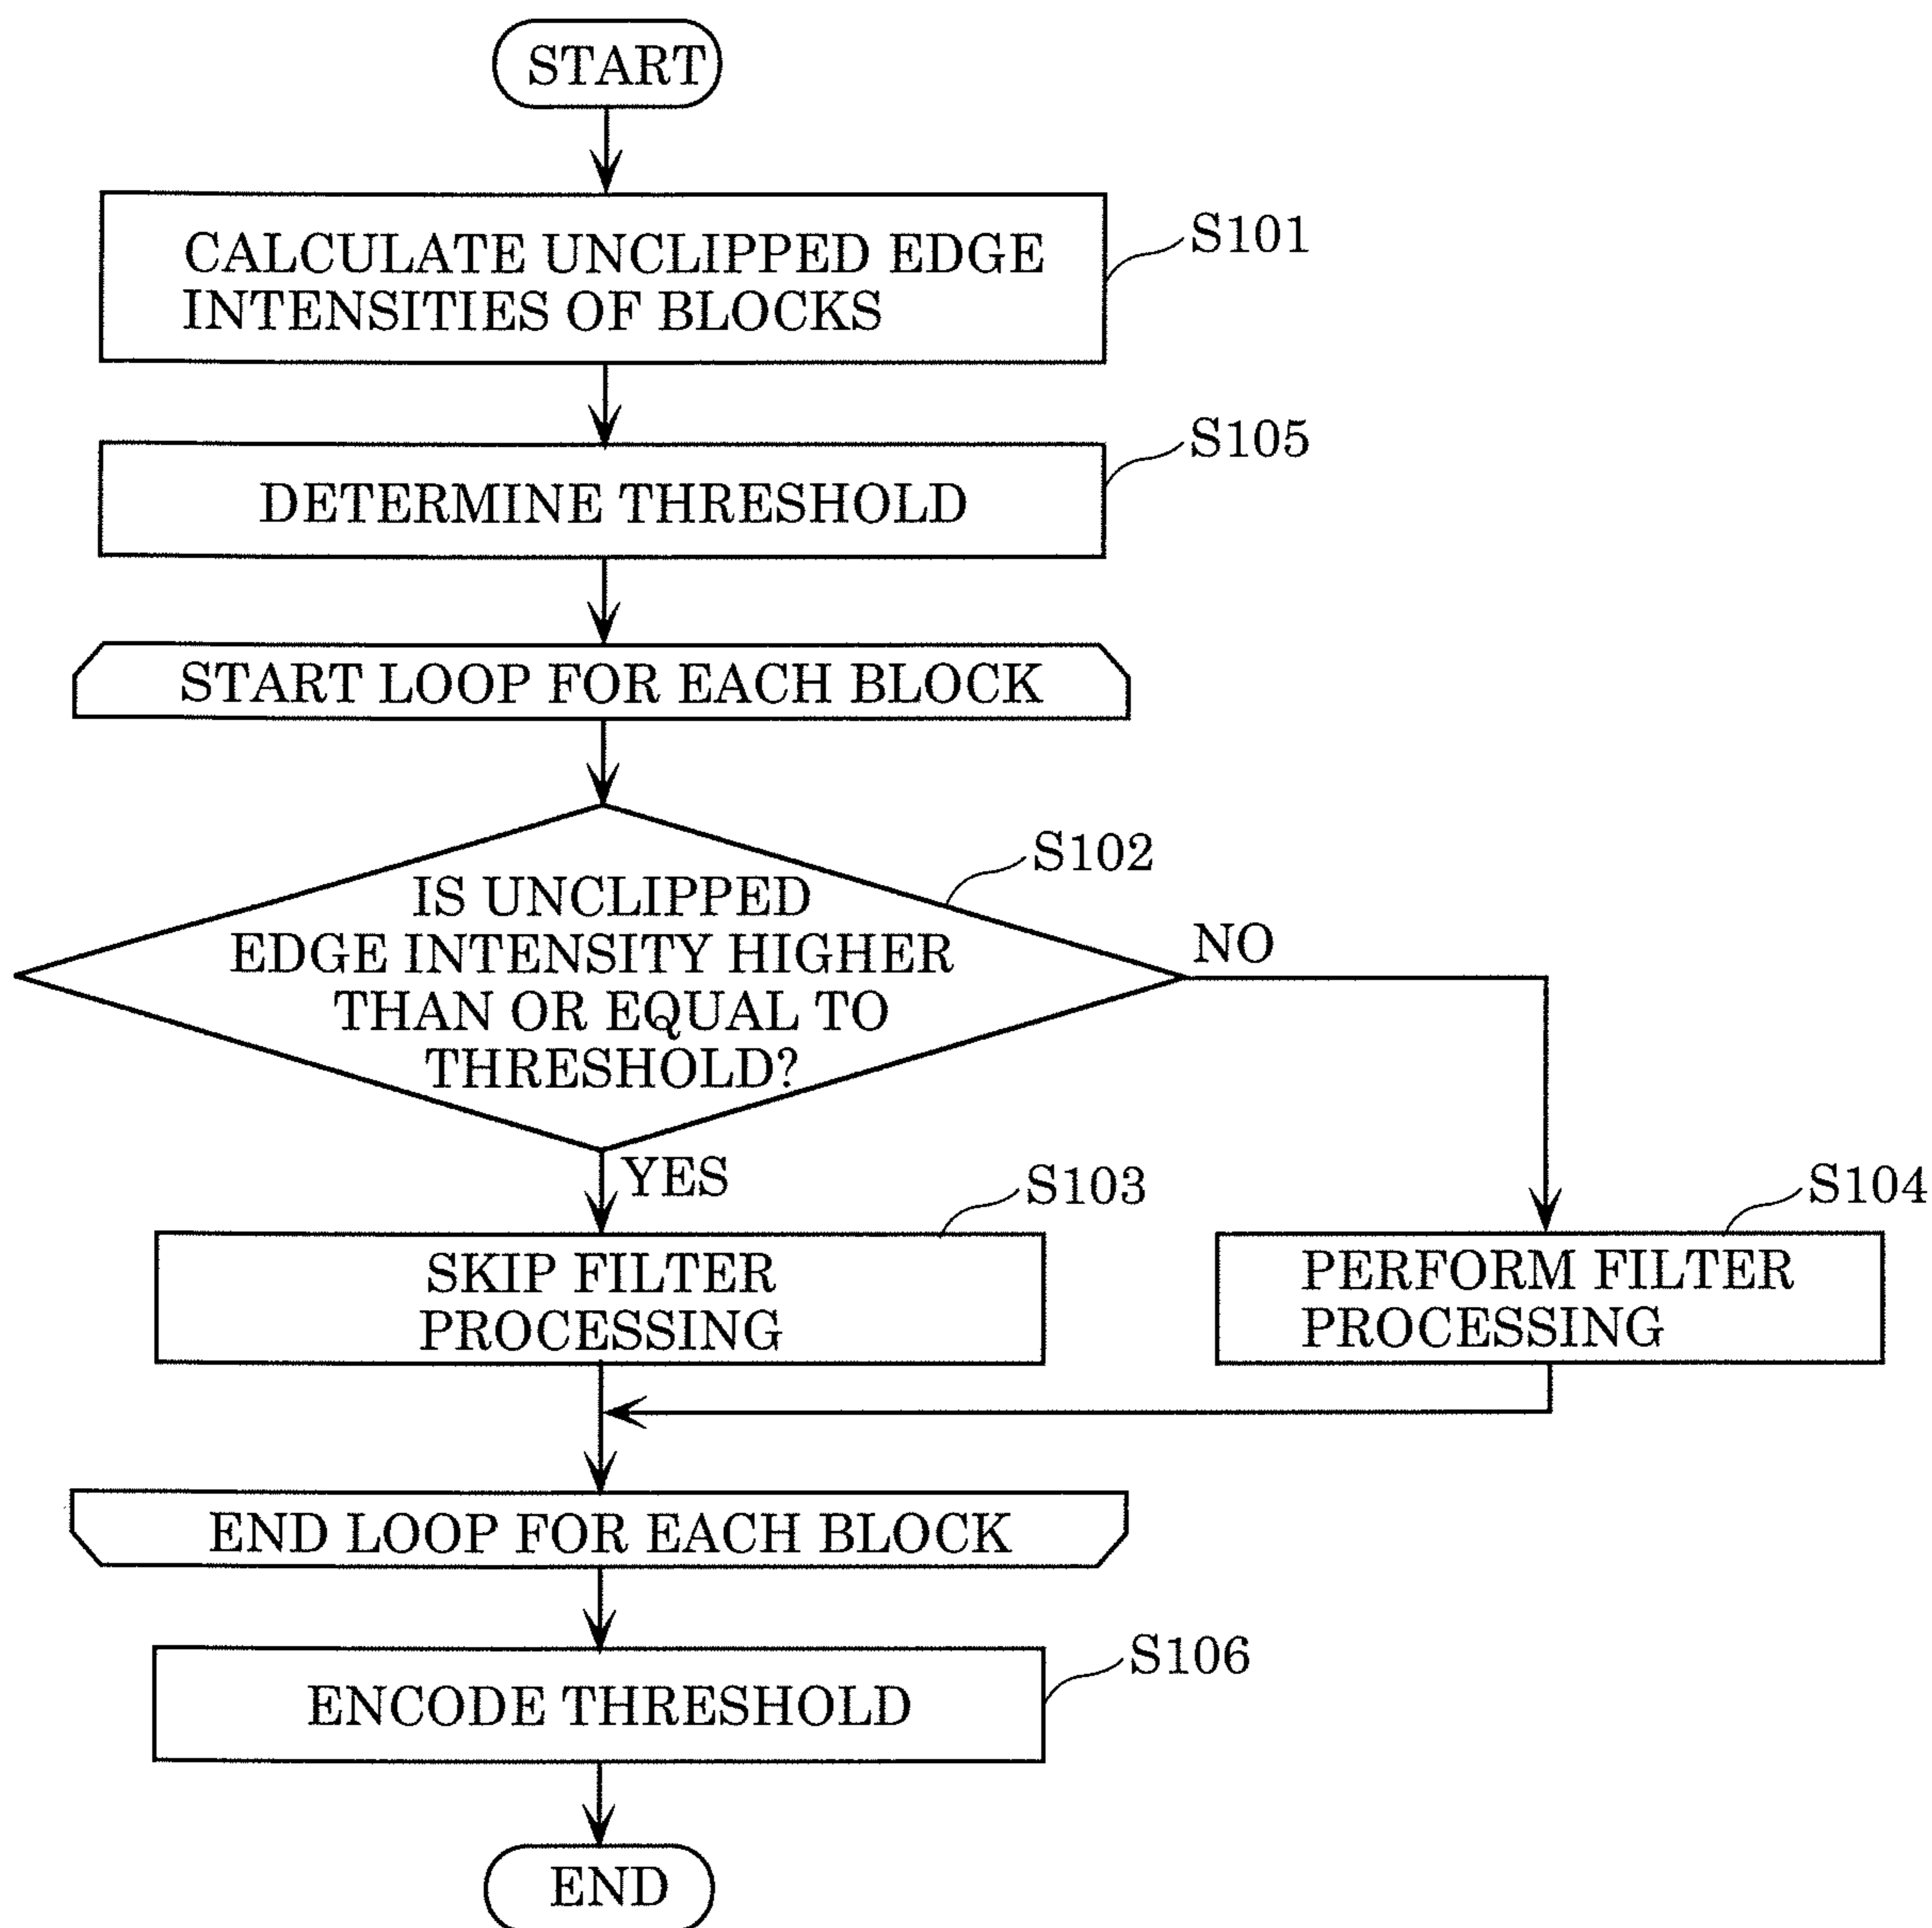 START
CALCULATE UNCLIPPED EDGE
INTENSITIES OF BLOCKS
S101
DETERMINE THRESHOLD
S105
START LOOP FOR EACH BLOCK
IS UNCLIPPED
EDGE INTENSITY HIGHER
THAN OR EQUAL TO
THRESHOLD?
S102
NO
YES
SKIP FILTER
PROCESSING
S103
PERFORM FILTER
PROCESSING
S104
END LOOP FOR EACH BLOCK
ENCODE THRESHOLD
S106
END